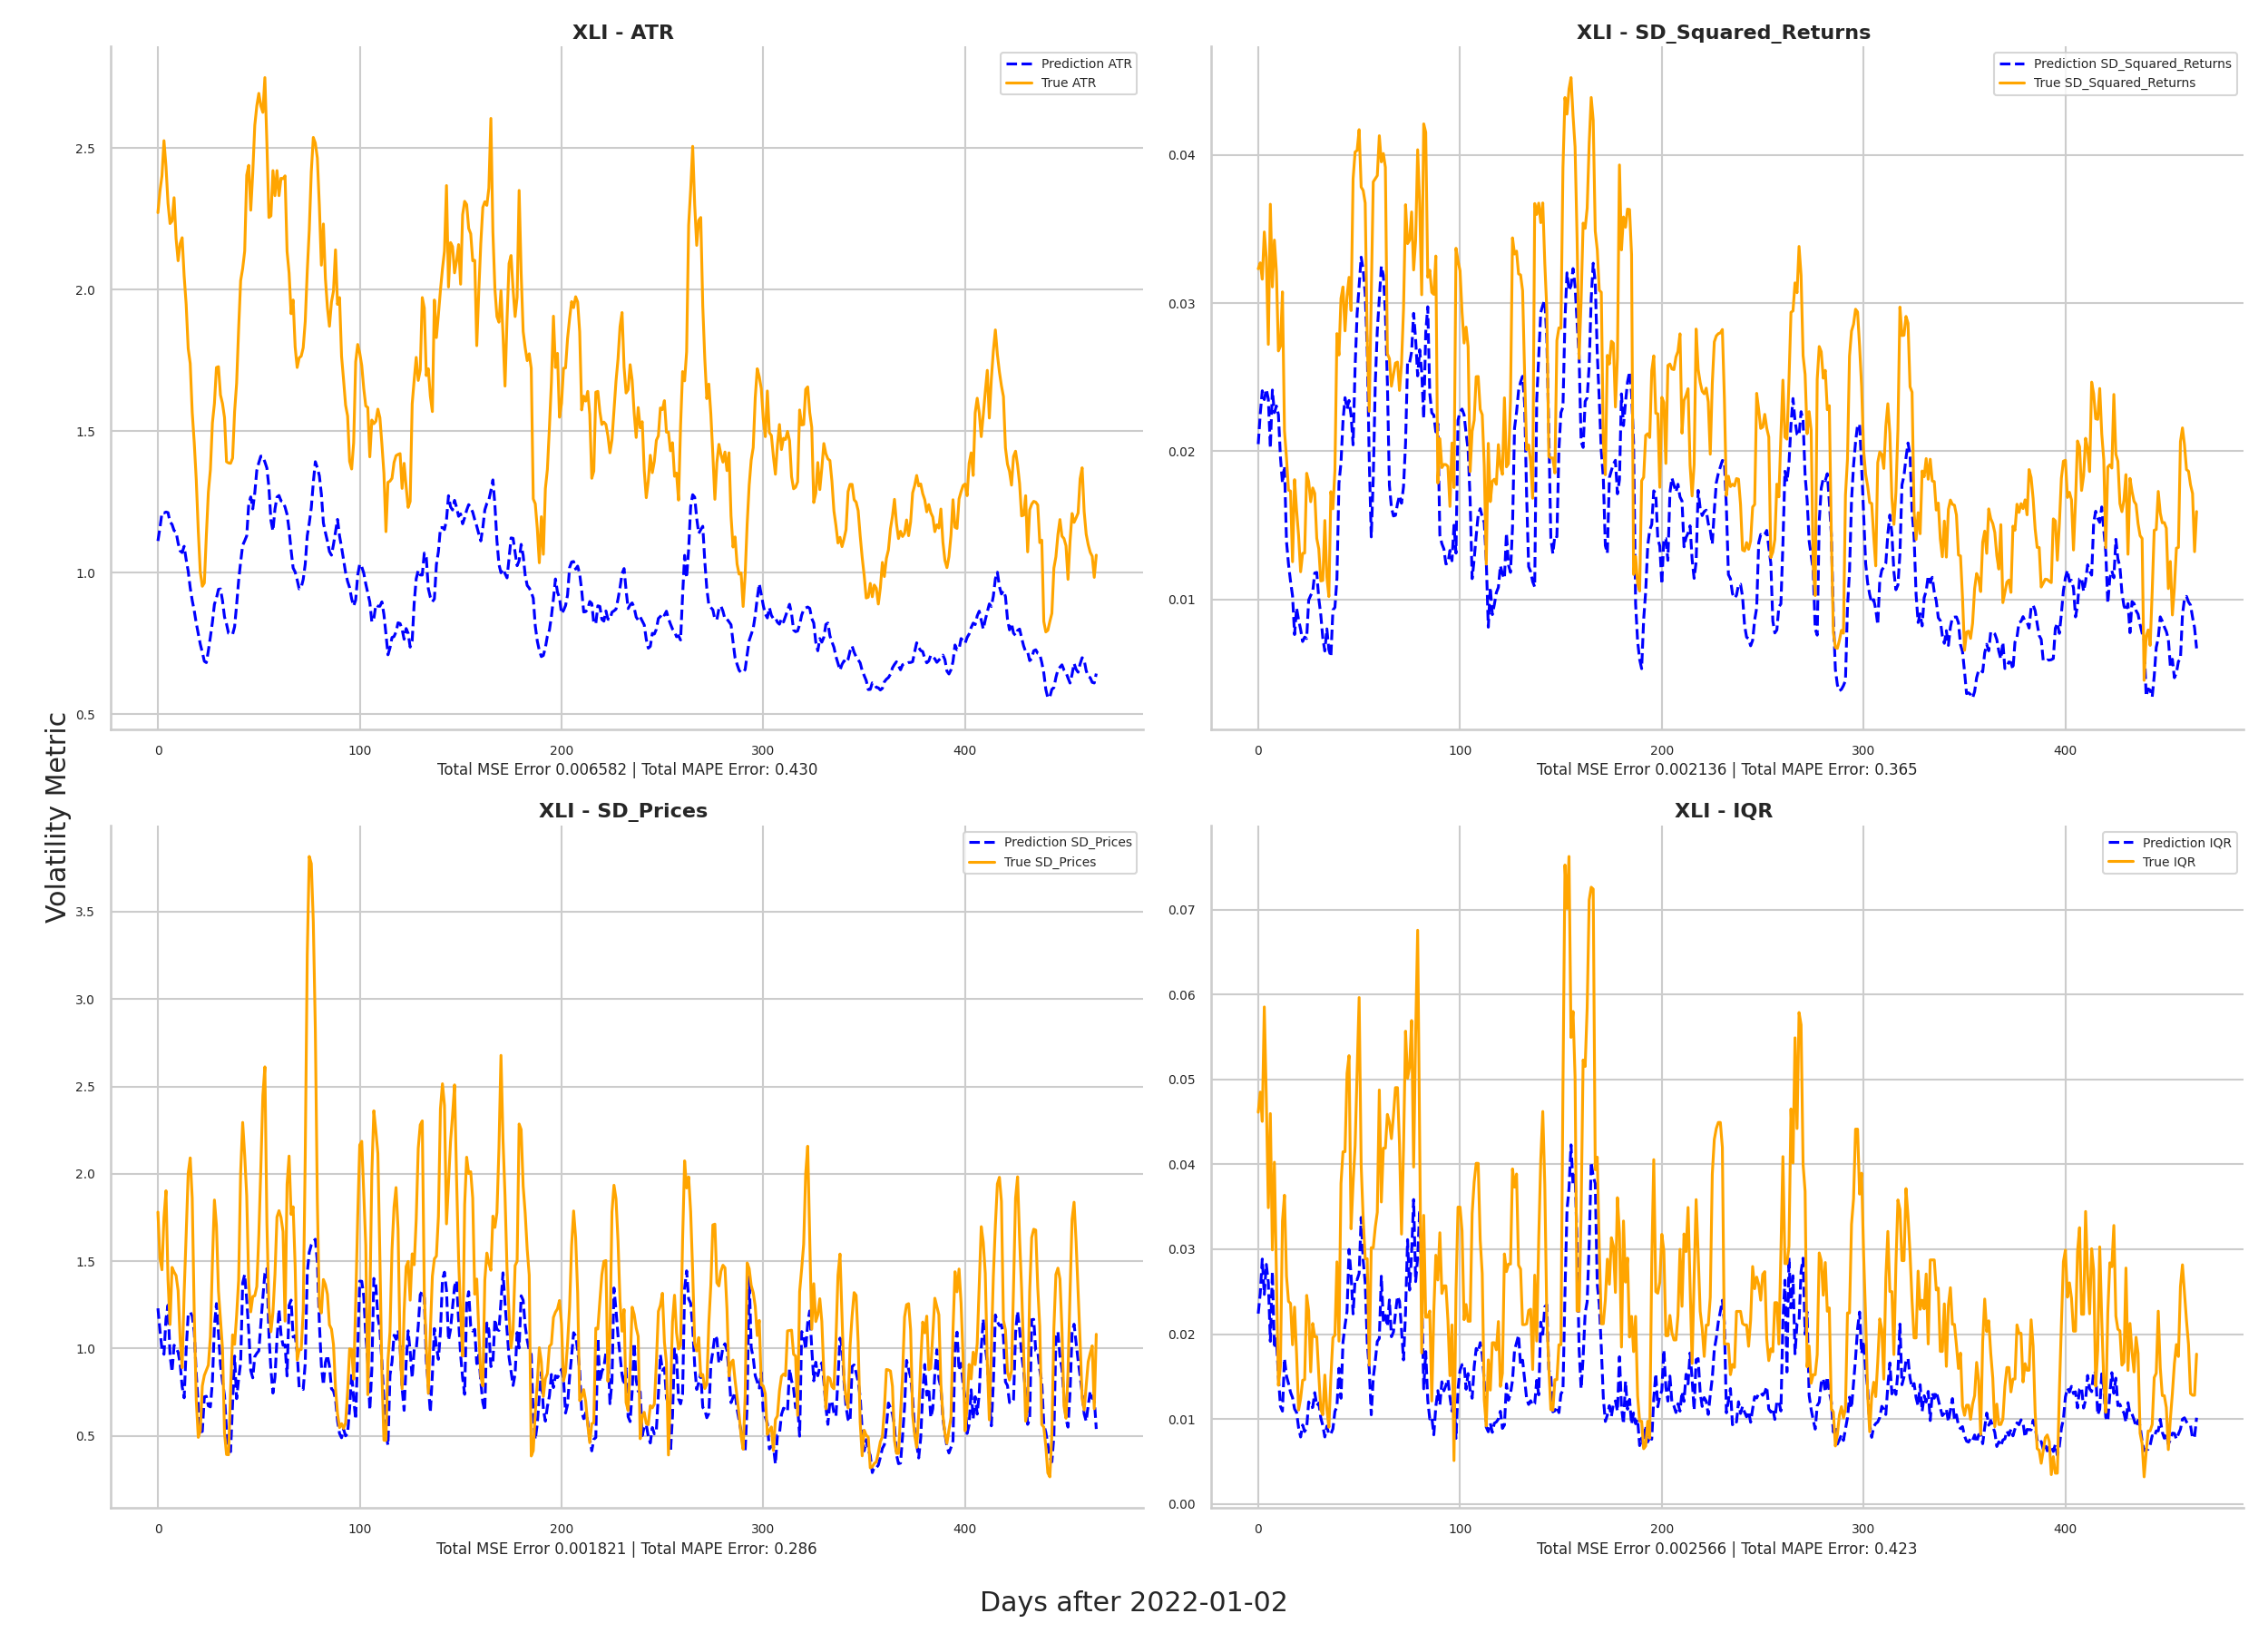 XLI - ATR
Prediction ATR
True ATR
2.5
2.0
1.5
1.0
0.5
0 100 200 300 400
Total MSE Error 0.006582 | Total MAPE Error: 0.430
XLI - SD_Squared_Returns
Prediction SD_Squared_Returns
True SD_Squared_Returns
0.04
0.03
0.02
0.01
0 100 200 300 400
Total MSE Error 0.002136 | Total MAPE Error: 0.365
Volatility Metric
XLI - SD_Prices
Prediction SD_Prices
True SD_Prices
3.5
3.0
2.5
2.0
1.5
1.0
0.5
0 100 200 300 400
Total MSE Error 0.001821 | Total MAPE Error: 0.286
XLI - IQR
Prediction IQR
True IQR
0.07
0.06
0.05
0.04
0.03
0.02
0.01
0.00
0 100 200 300 400
Total MSE Error 0.002566 | Total MAPE Error: 0.423
Days after 2022-01-02